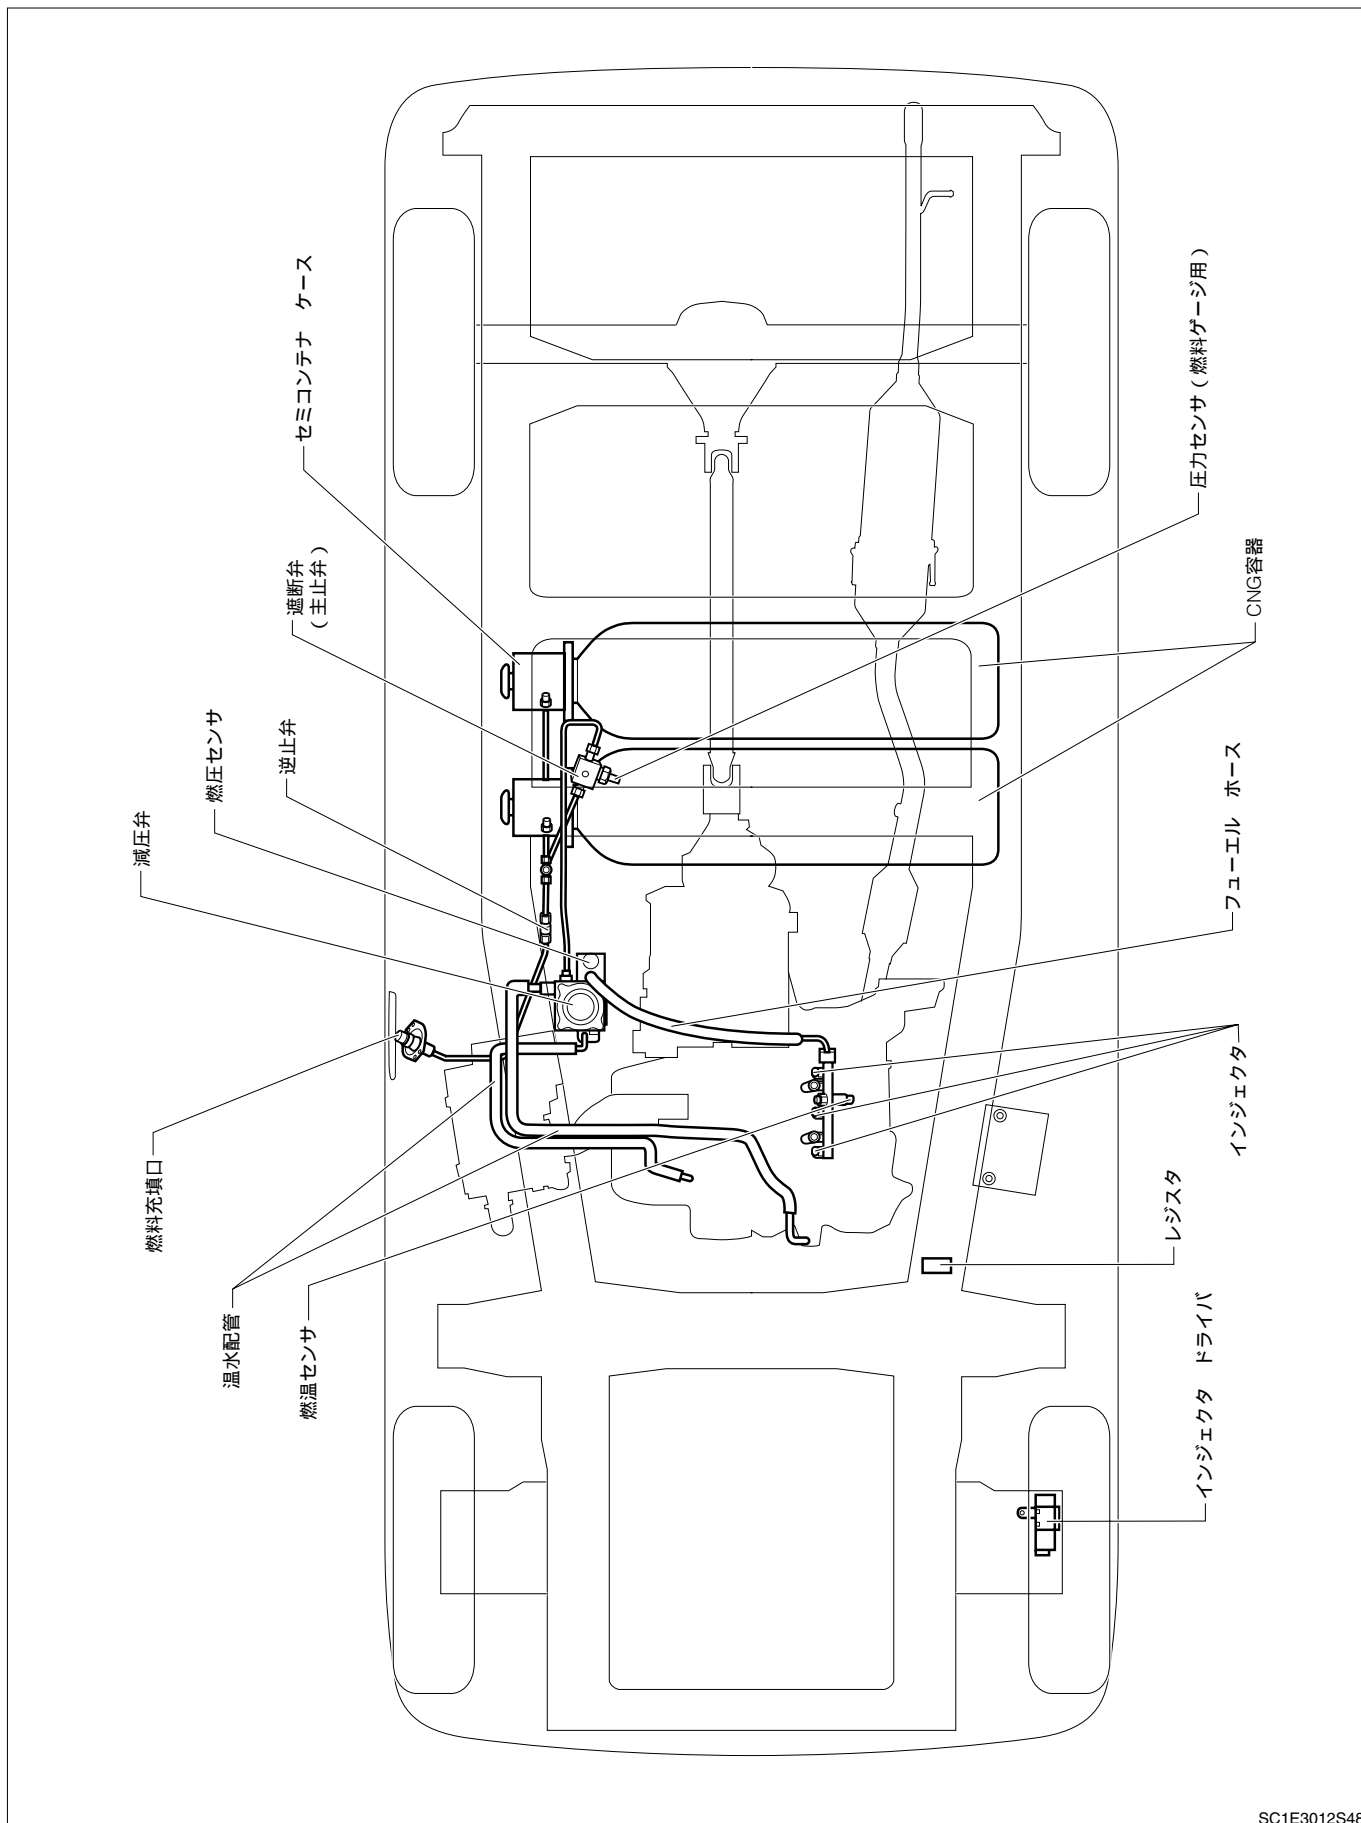 セミコンテナ ケース
遮断弁
(主止弁)
燃圧センサ
逆止弁
減圧弁
燃料充填口
温水配管
燃温センサ
圧力センサ(燃料ゲージ用)
CNG容器
フューエル ホース
インジェクタ
レジスタ
インジェクタ ドライバ
SC1E3012S48